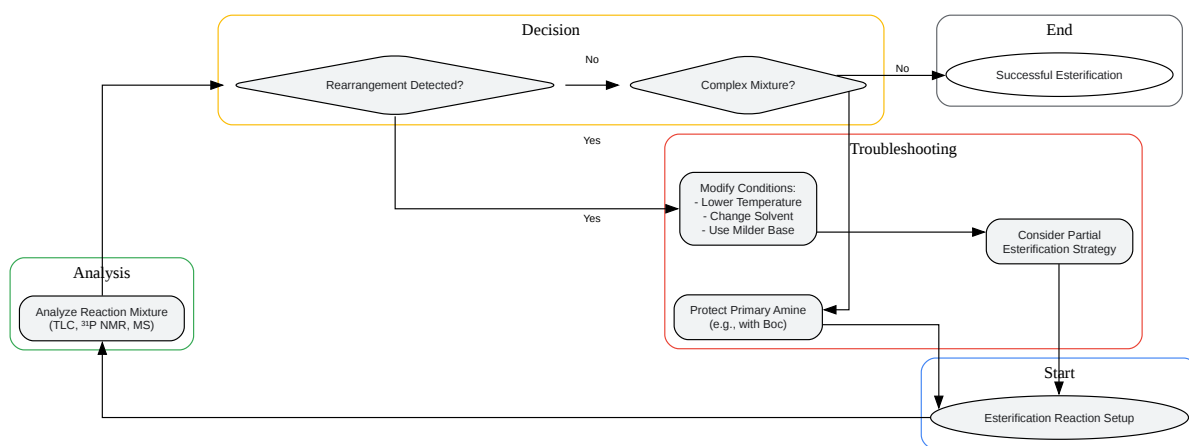 Decision
End
Rearrangement Detected?
No
Complex Mixture?
No
Successful Esterification
Yes
Troubleshooting
Modify Conditions:
- Lower Temperature
- Change Solvent
- Use Milder Base
Yes
Consider Partial
Esterification Strategy
Analysis
Analyze Reaction Mixture
(TLC, ³¹P NMR, MS)
Protect Primary Amine
(e.g., with Boc)
Start
Esterification Reaction Setup